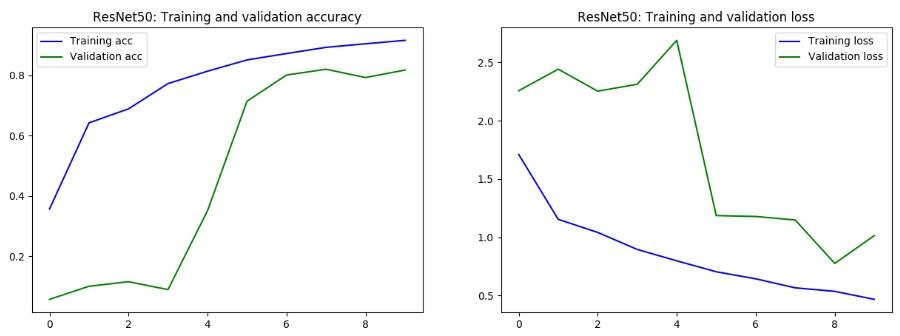 ResNet50: Training and validation accuracy
Training acc
Validation acc
0.8
0.6
0.4
0.2
0 2 4 6 8
ResNet50: Training and validation loss
Training loss
Validation loss
2.5
2.0
1.5
1.0
0.5
0 2 4 6 8